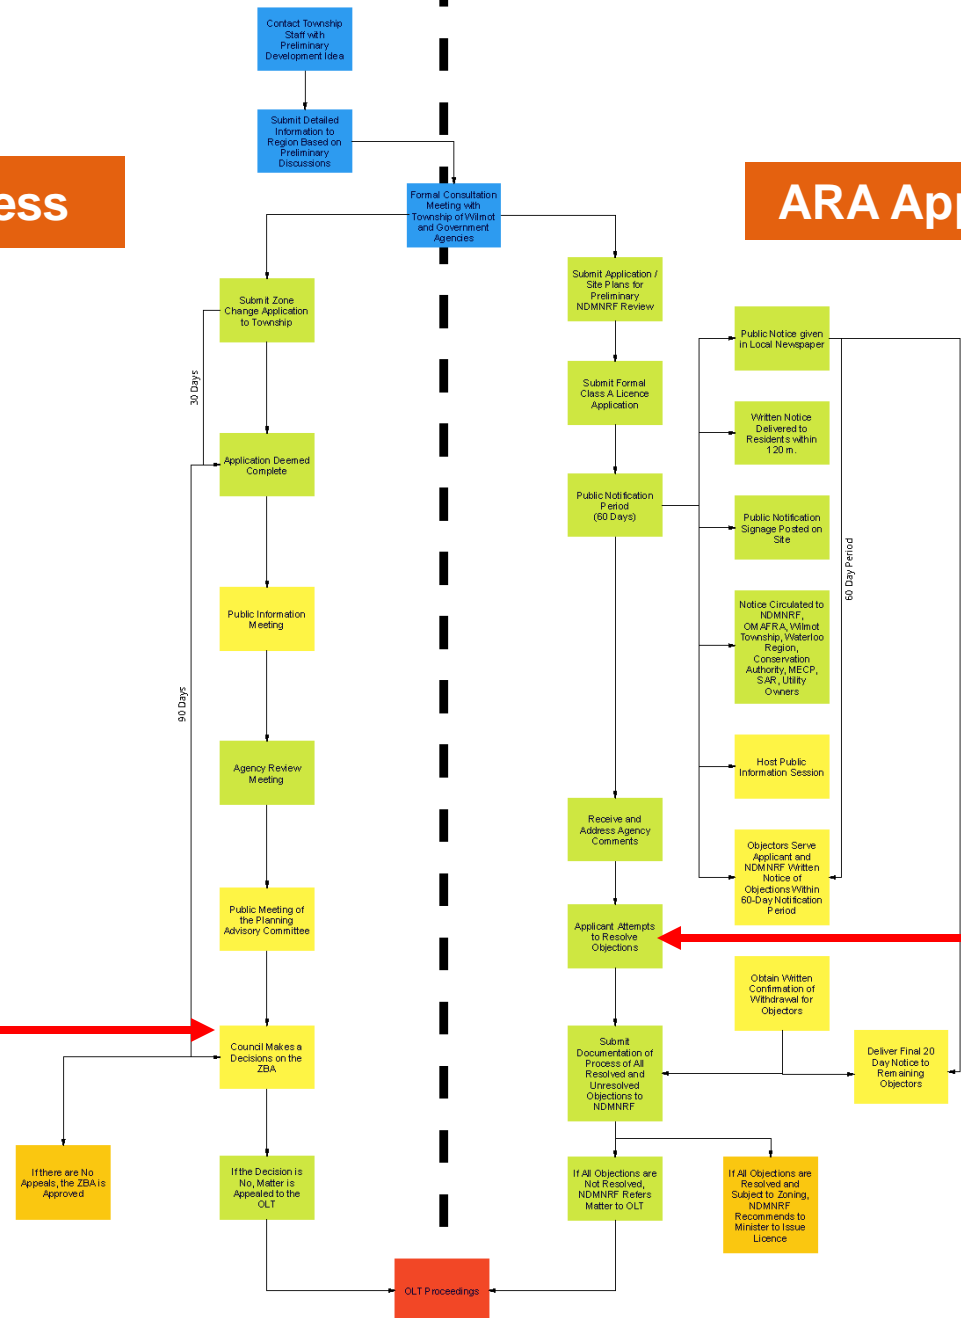 Contact Township
Staff with
Preliminary
Development Idea
Submit Detailed
Information to
Region Based on
Preliminary
Discussions
ess
ARA App
Formal Consultation
Meeting with
Township of Wilmot
and Government
Agencies
Submit Zone
Change Application
to Township
30 Days
Application Deemed
Complete
Public Information
Meeting
90 Days
Agency Review
Meeting
Public Meeting of
the Planning
Advisory Committee
Council Makes a
Decisions on the
ZBA
If there are No
Appeals, the ZBA is
Approved
If the Decision is
No, Matter is
Appealed to the
OLT
Submit Application /
Site Plans for
Preliminary
NDMNRF Review
Submit Formal
Class A Licence
Application
Public Notification
Period
(60 Days)
Public Notice given
in Local Newspaper
Written Notice
Delivered to
Residents within
120 m.
Public Notification
Signage Posted on
Site
60 Day Period
Notice Circulated to
NDMNRF,
OMAFRA, Wilmot
Township, Waterloo
Region,
Conservation
Authority, MECP,
SAR, Utility
Owners
Host Public
Information Session
Objectors Serve
Applicant and
NDMNRF Written
Notice of
Objections Within
60-Day Notification
Period
Receive and
Address Agency
Comments
Applicant Attempts
to Resolve
Objections
Obtain Written
Confirmation of
Withdrawal for
Objectors
Deliver Final 20
Day Notice to
Remaining
Objectors
Submit
Documentation of
Process of All
Resolved and
Unresolved
Objections to
NDMNRF
If All Objections are
Not Resolved,
NDMNRF Refers
Matter to OLT
If All Objections are
Resolved and
Subject to Zoning,
NDMNRF
Recommends to
Minister to Issue
Licence
OLT Proceedings